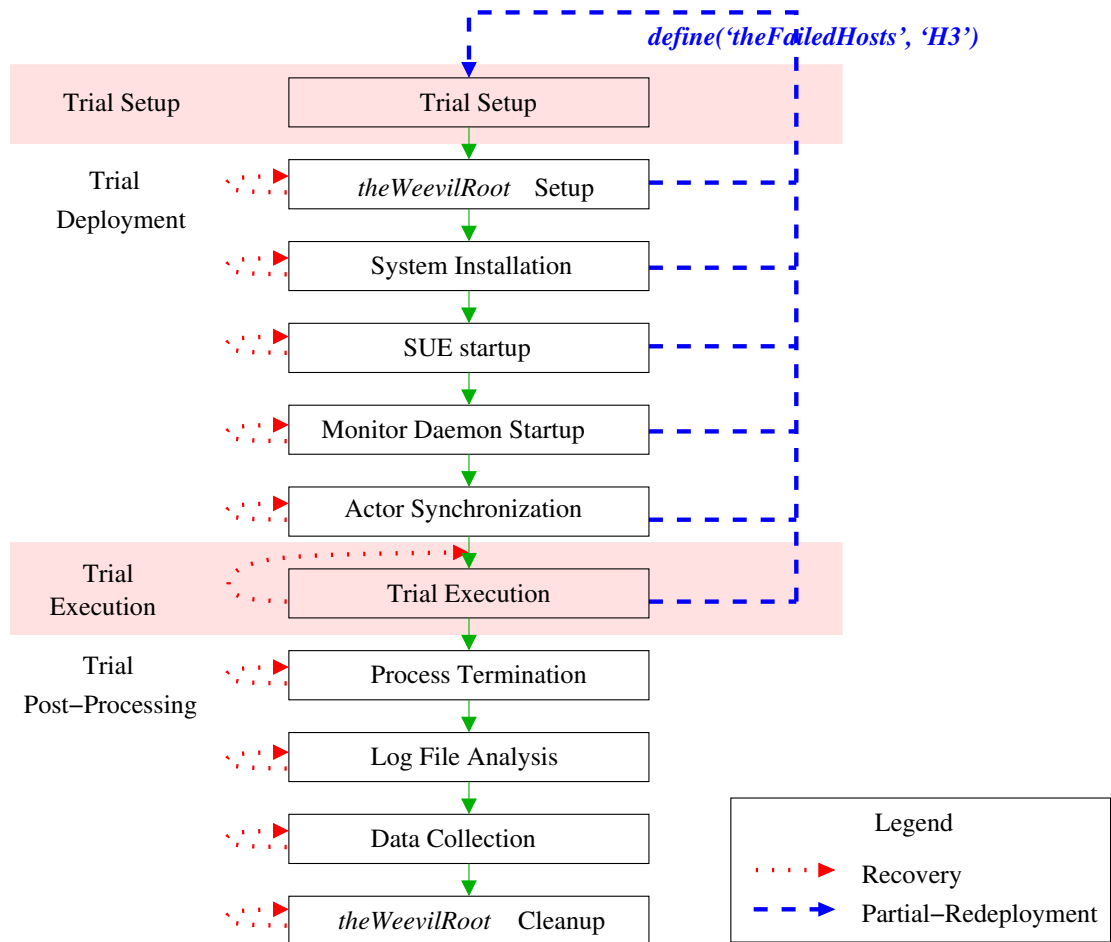 define(‘theFailedHosts’, ‘H3’)
Trial Setup
Trial Setup
Trial
Deployment
theWeevilRoot Setup
System Installation
SUE startup
Monitor Daemon Startup
Actor Synchronization
Trial
Execution
Trial Execution
Trial
Post−Processing
Process Termination
Log File Analysis
Data Collection
theWeevilRoot Cleanup
Legend
Recovery
Partial−Redeployment